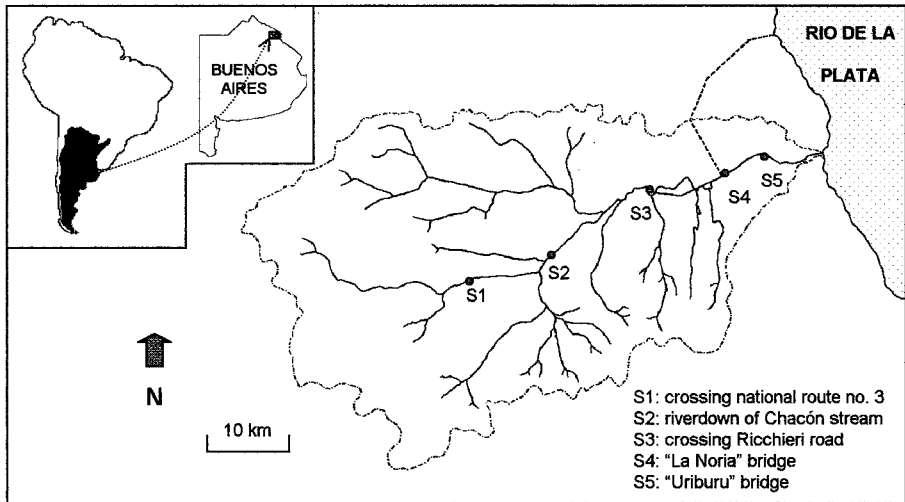 BUENOS
AIRES
RIO DE LA
PLATA
S1
S2
S3
S4
S5
N
10 km
S1: crossing national route no. 3
S2: riverdown of Chacón stream
S3: crossing Ricchieri road
S4: “La Noria” bridge
S5: “Uriburu” bridge